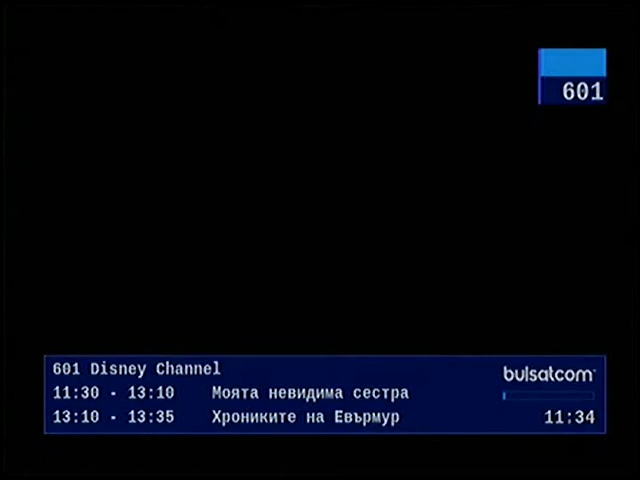 601
601 Disney Channel
bulsatcom
11:30 - 13:10 Моята невидима сестра
13:10 - 13:35 Хрониките на Евърмур
11:34